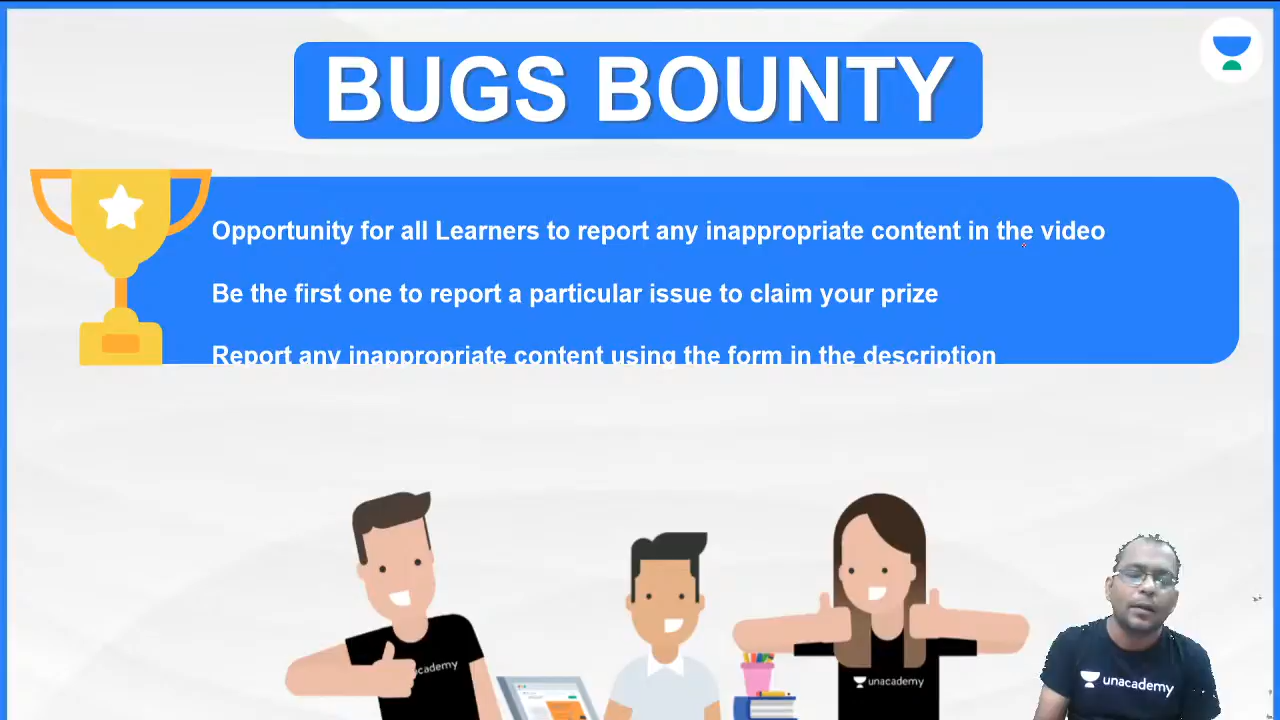 BUGS BOUNTY
Opportunity for all Learners to report any inappropriate content in the video
Be the first one to report a particular issue to claim your prize
Report any inappropriate content using the form in the description
unacademy
unacademy